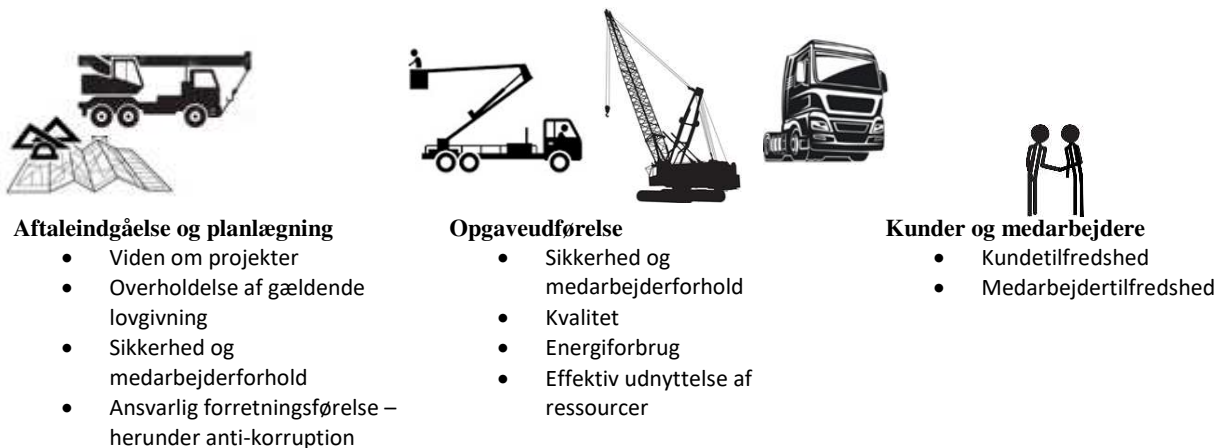 Aftaleindgåelse og planlægning
• Viden om projekter
• Overholdelse af gældende
lovgivning
• Sikkerhed og
medarbejderforhold
• Ansvarlig forretningsførelse –
herunder anti-korruption
Opgaveudførelse
• Sikkerhed og
medarbejderforhold
• Kvalitet
• Energiforbrug
• Effektiv udnyttelse af
ressourcer
Kunder og medarbejdere
• Kundetilfredshed
• Medarbejdertilfredshed